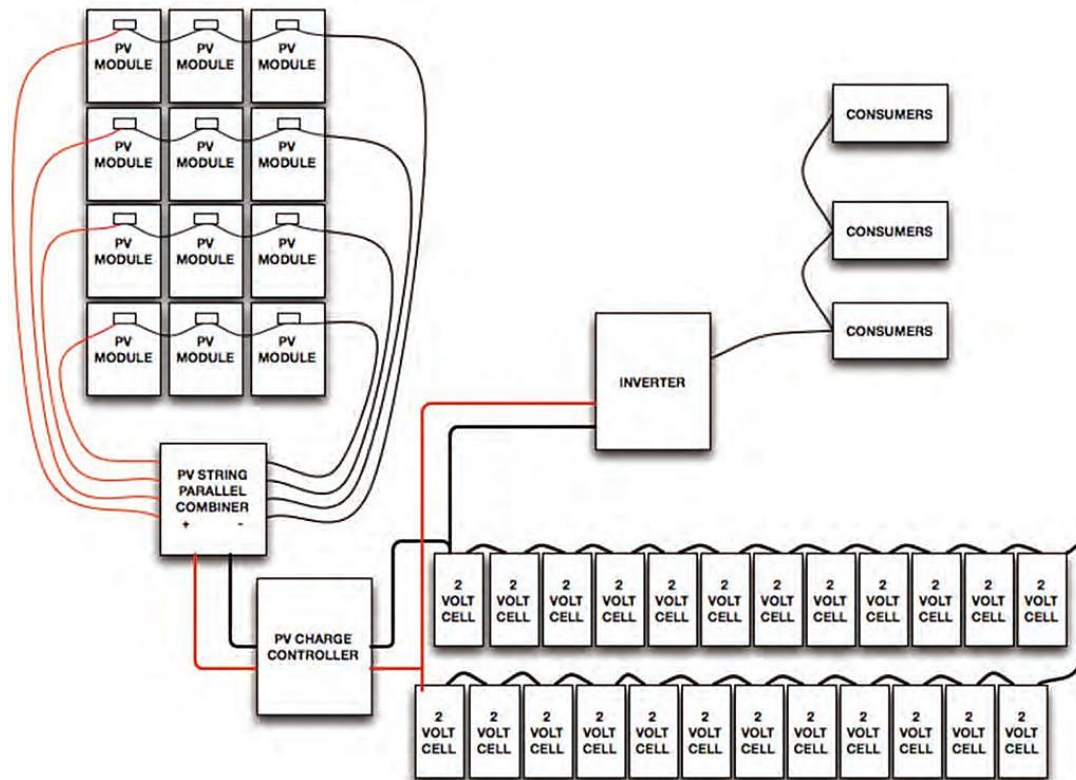 PV
MODULE
PV
MODULE
PV
MODULE
PV
MODULE
PV
MODULE
PV
MODULE
PV
MODULE
PV
MODULE
PV
MODULE
PV
MODULE
PV
MODULE
PV
MODULE
CONSUMERS
CONSUMERS
CONSUMERS
INVERTER
PV STRING
PARALLEL
COMBINER
+ -
PV CHARGE
CONTROLLER
2
VOLT
CELL
2
VOLT
CELL
2
VOLT
CELL
2
VOLT
CELL
2
VOLT
CELL
2
VOLT
CELL
2
VOLT
CELL
2
VOLT
CELL
2
VOLT
CELL
2
VOLT
CELL
2
VOLT
CELL
2
VOLT
CELL
2
VOLT
CELL
2
VOLT
CELL
2
VOLT
CELL
2
VOLT
CELL
2
VOLT
CELL
2
VOLT
CELL
2
VOLT
CELL
2
VOLT
CELL
2
VOLT
CELL
2
VOLT
CELL
2
VOLT
CELL
2
VOLT
CELL